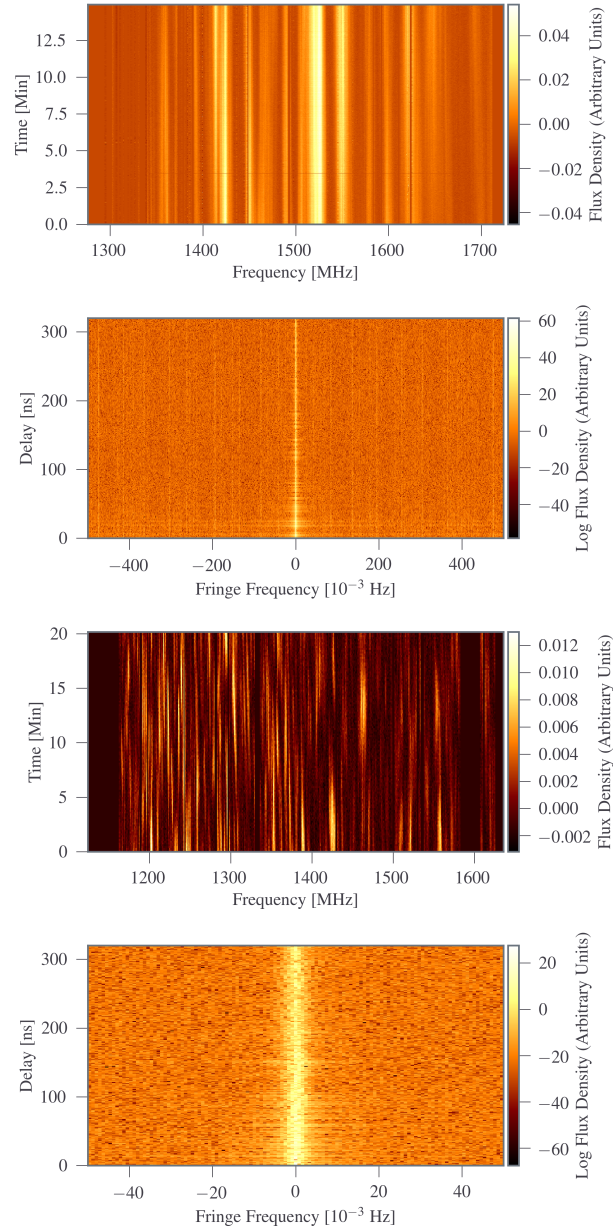 12.5
10.0
7.5
5.0
2.5
0.0
Time [Min]
1300 1400 1500 1600 1700
Frequency [MHz]
0.04
0.02
0.00
−0.02
−0.04
Flux Density (Arbitrary Units)
300
200
100
0
Delay [ns]
−400 −200 0 200 400
Fringe Frequency [10⁻³ Hz]
60
40
20
0
−20
−40
Log Flux Density (Arbitrary Units)
20
15
10
5
0
Time [Min]
1200 1300 1400 1500 1600
Frequency [MHz]
0.012
0.010
0.008
0.006
0.004
0.002
0.000
−0.002
Flux Density (Arbitrary Units)
300
200
100
0
Delay [ns]
−40 −20 0 20 40
Fringe Frequency [10⁻³ Hz]
20
0
−20
−40
−60
Log Flux Density (Arbitrary Units)